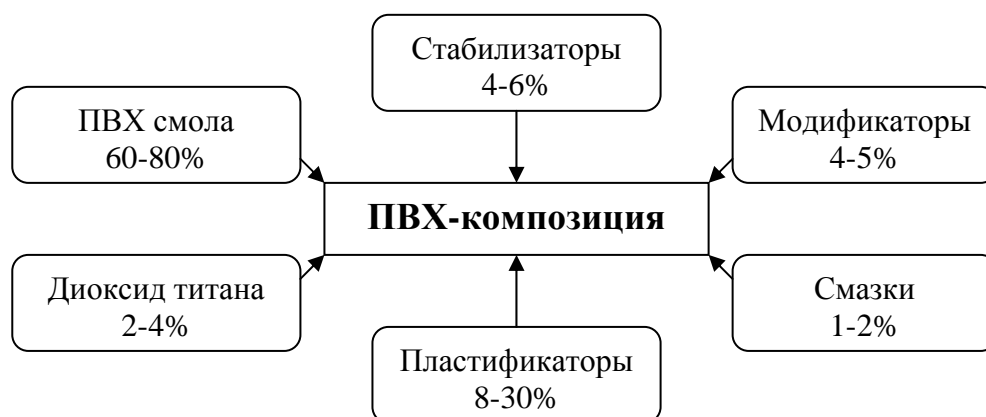 Стабилизаторы
4-6%
ПВХ смола
60-80%
Модификаторы
4-5%
ПВХ-композиция
Диоксид титана
2-4%
Смазки
1-2%
Пластификаторы
8-30%